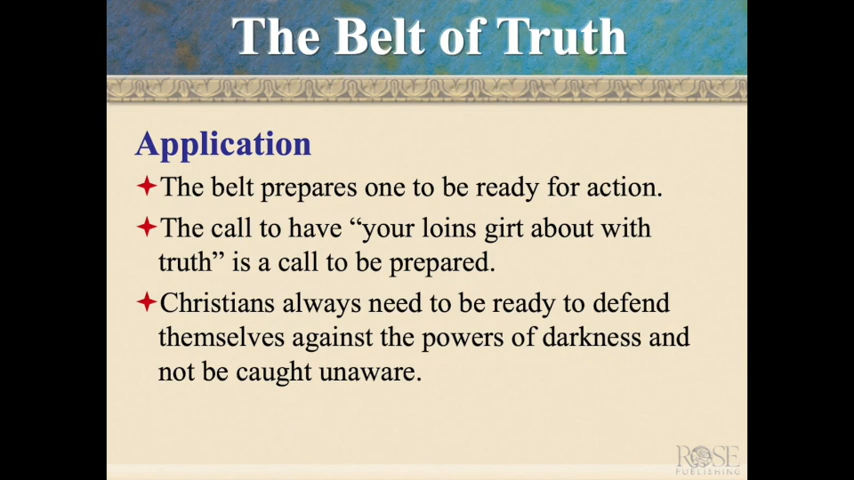 The Belt of Truth
Application
The belt prepares one to be ready for action.
The call to have “your loins girt about with
truth” is a call to be prepared.
Christians always need to be ready to defend
themselves against the powers of darkness and
not be caught unaware.
ROSE
PUBLISHING